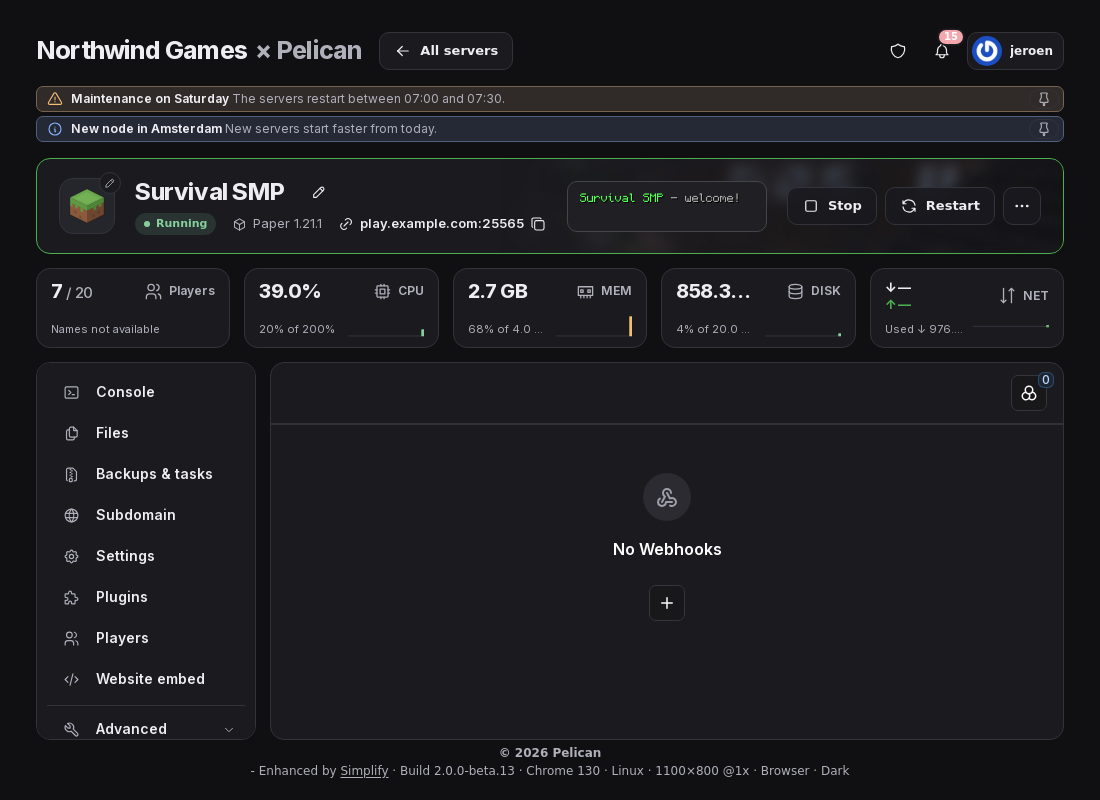 Northwind Games × Pelican
All servers
15
jeroen
Maintenance on Saturday The servers restart between 07:00 and 07:30.
New node in Amsterdam New servers start faster from today.
Survival SMP
Running
Paper 1.21.1
play.example.com:25565
Survival SMP – welcome!
Stop
Restart
7 / 20
Players
Names not available
39.0%
CPU
20% of 200%
2.7 GB
MEM
68% of 4.0 ...
858.3...
DISK
4% of 20.0 ...
↓—
↑—
NET
Used ↓ 976....
Console
Files
Backups & tasks
Subdomain
Settings
Plugins
Players
Website embed
Advanced
0
No Webhooks
© 2026 Pelican
- Enhanced by Simplify · Build 2.0.0-beta.13 · Chrome 130 · Linux · 1100×800 @1x · Browser · Dark